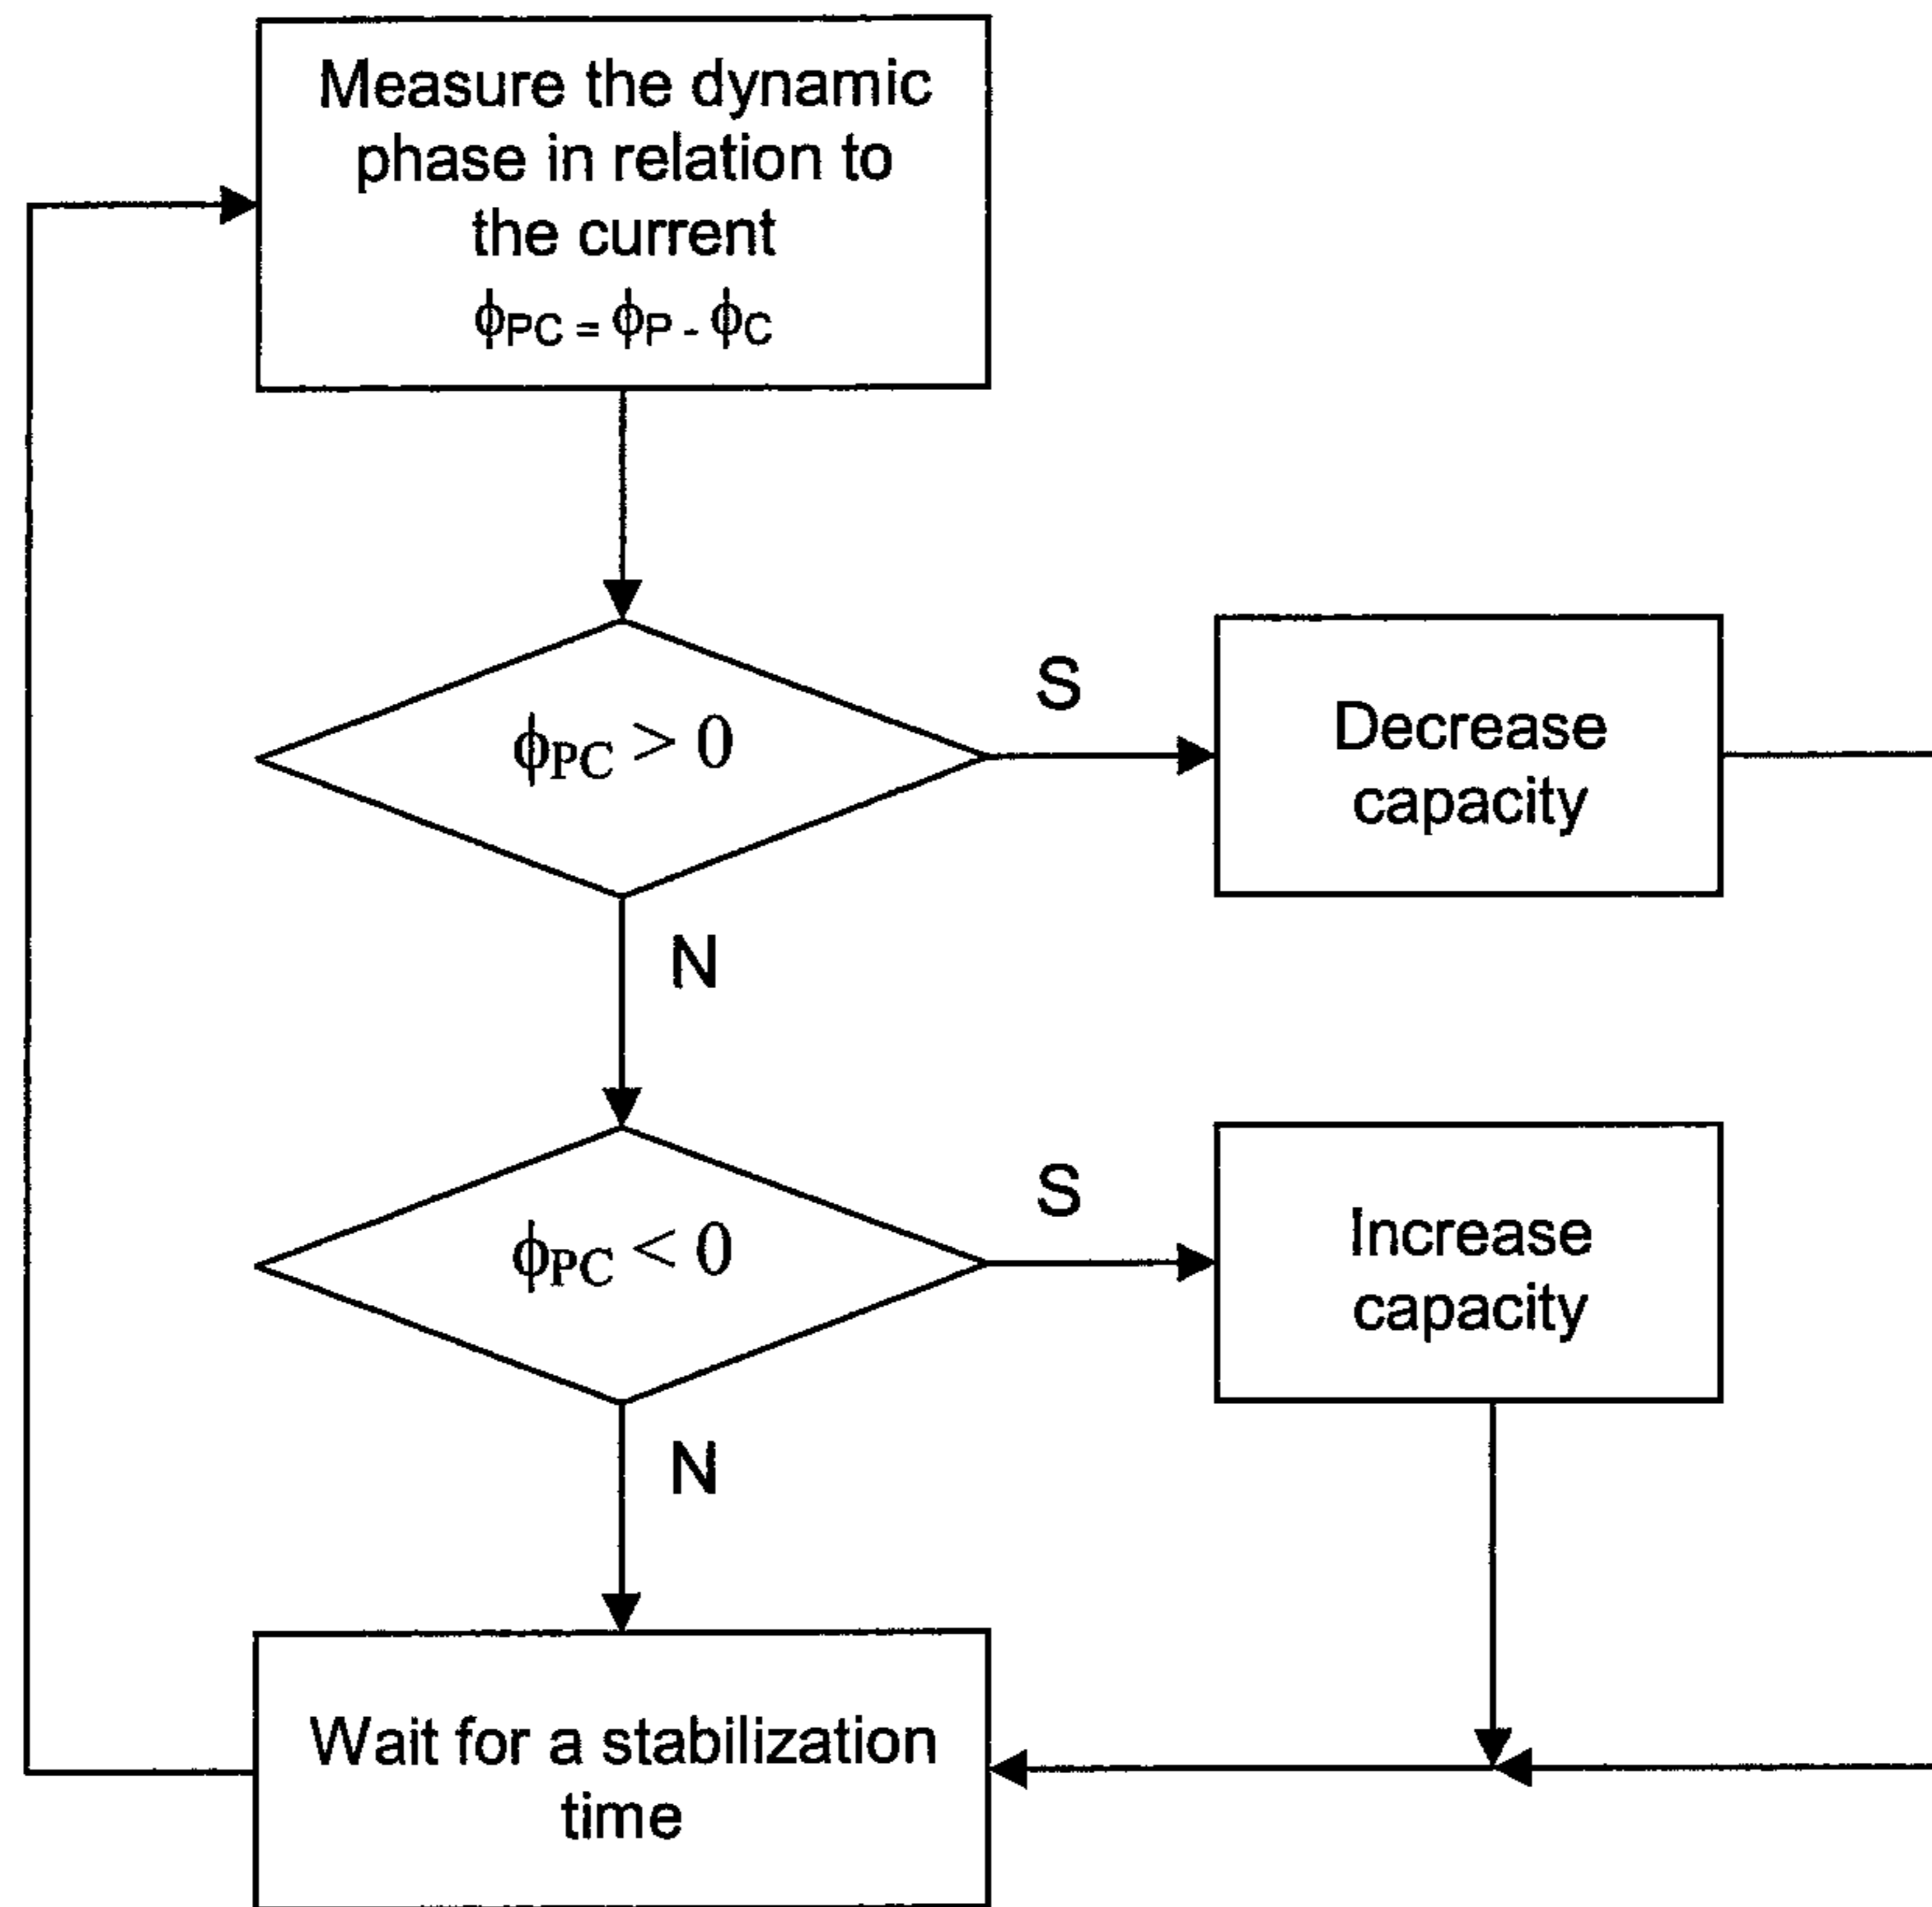 Measure the dynamic
phase in relation to
the current
ϕPC = ϕP - ϕC
ϕPC > 0
S
Decrease
capacity
N
ϕPC < 0
S
Increase
capacity
N
Wait for a stabilization
time